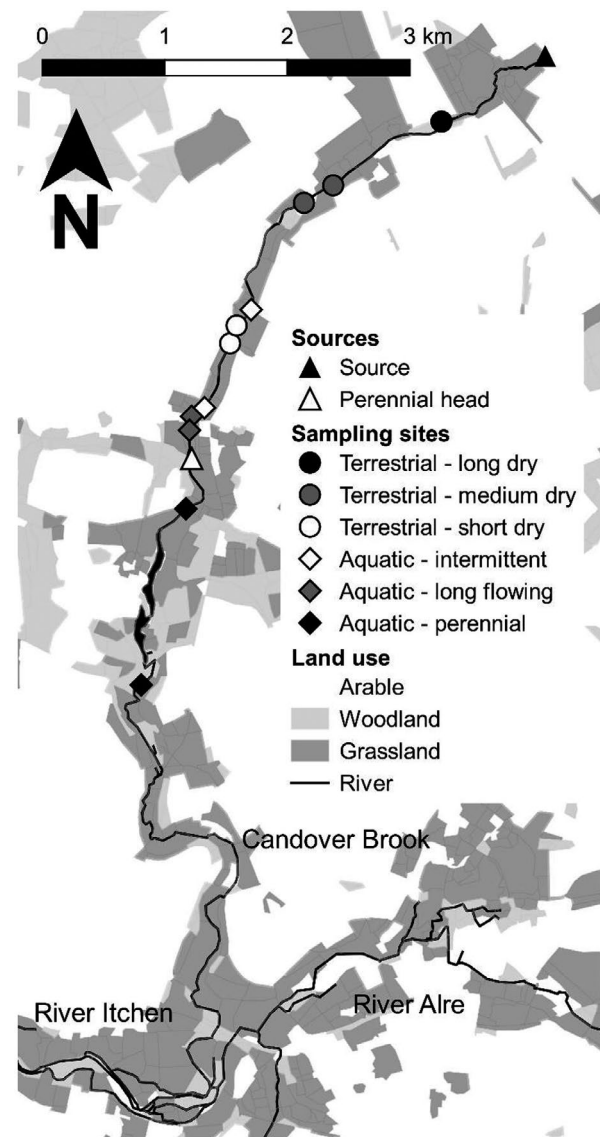 0 1 2 3 km
N
Sources
Source
Perennial head
Sampling sites
Terrestrial - long dry
Terrestrial - medium dry
Terrestrial - short dry
Aquatic - intermittent
Aquatic - long flowing
Aquatic - perennial
Land use
Arable
Woodland
Grassland
River
Candover Brook
River Itchen
River Alre